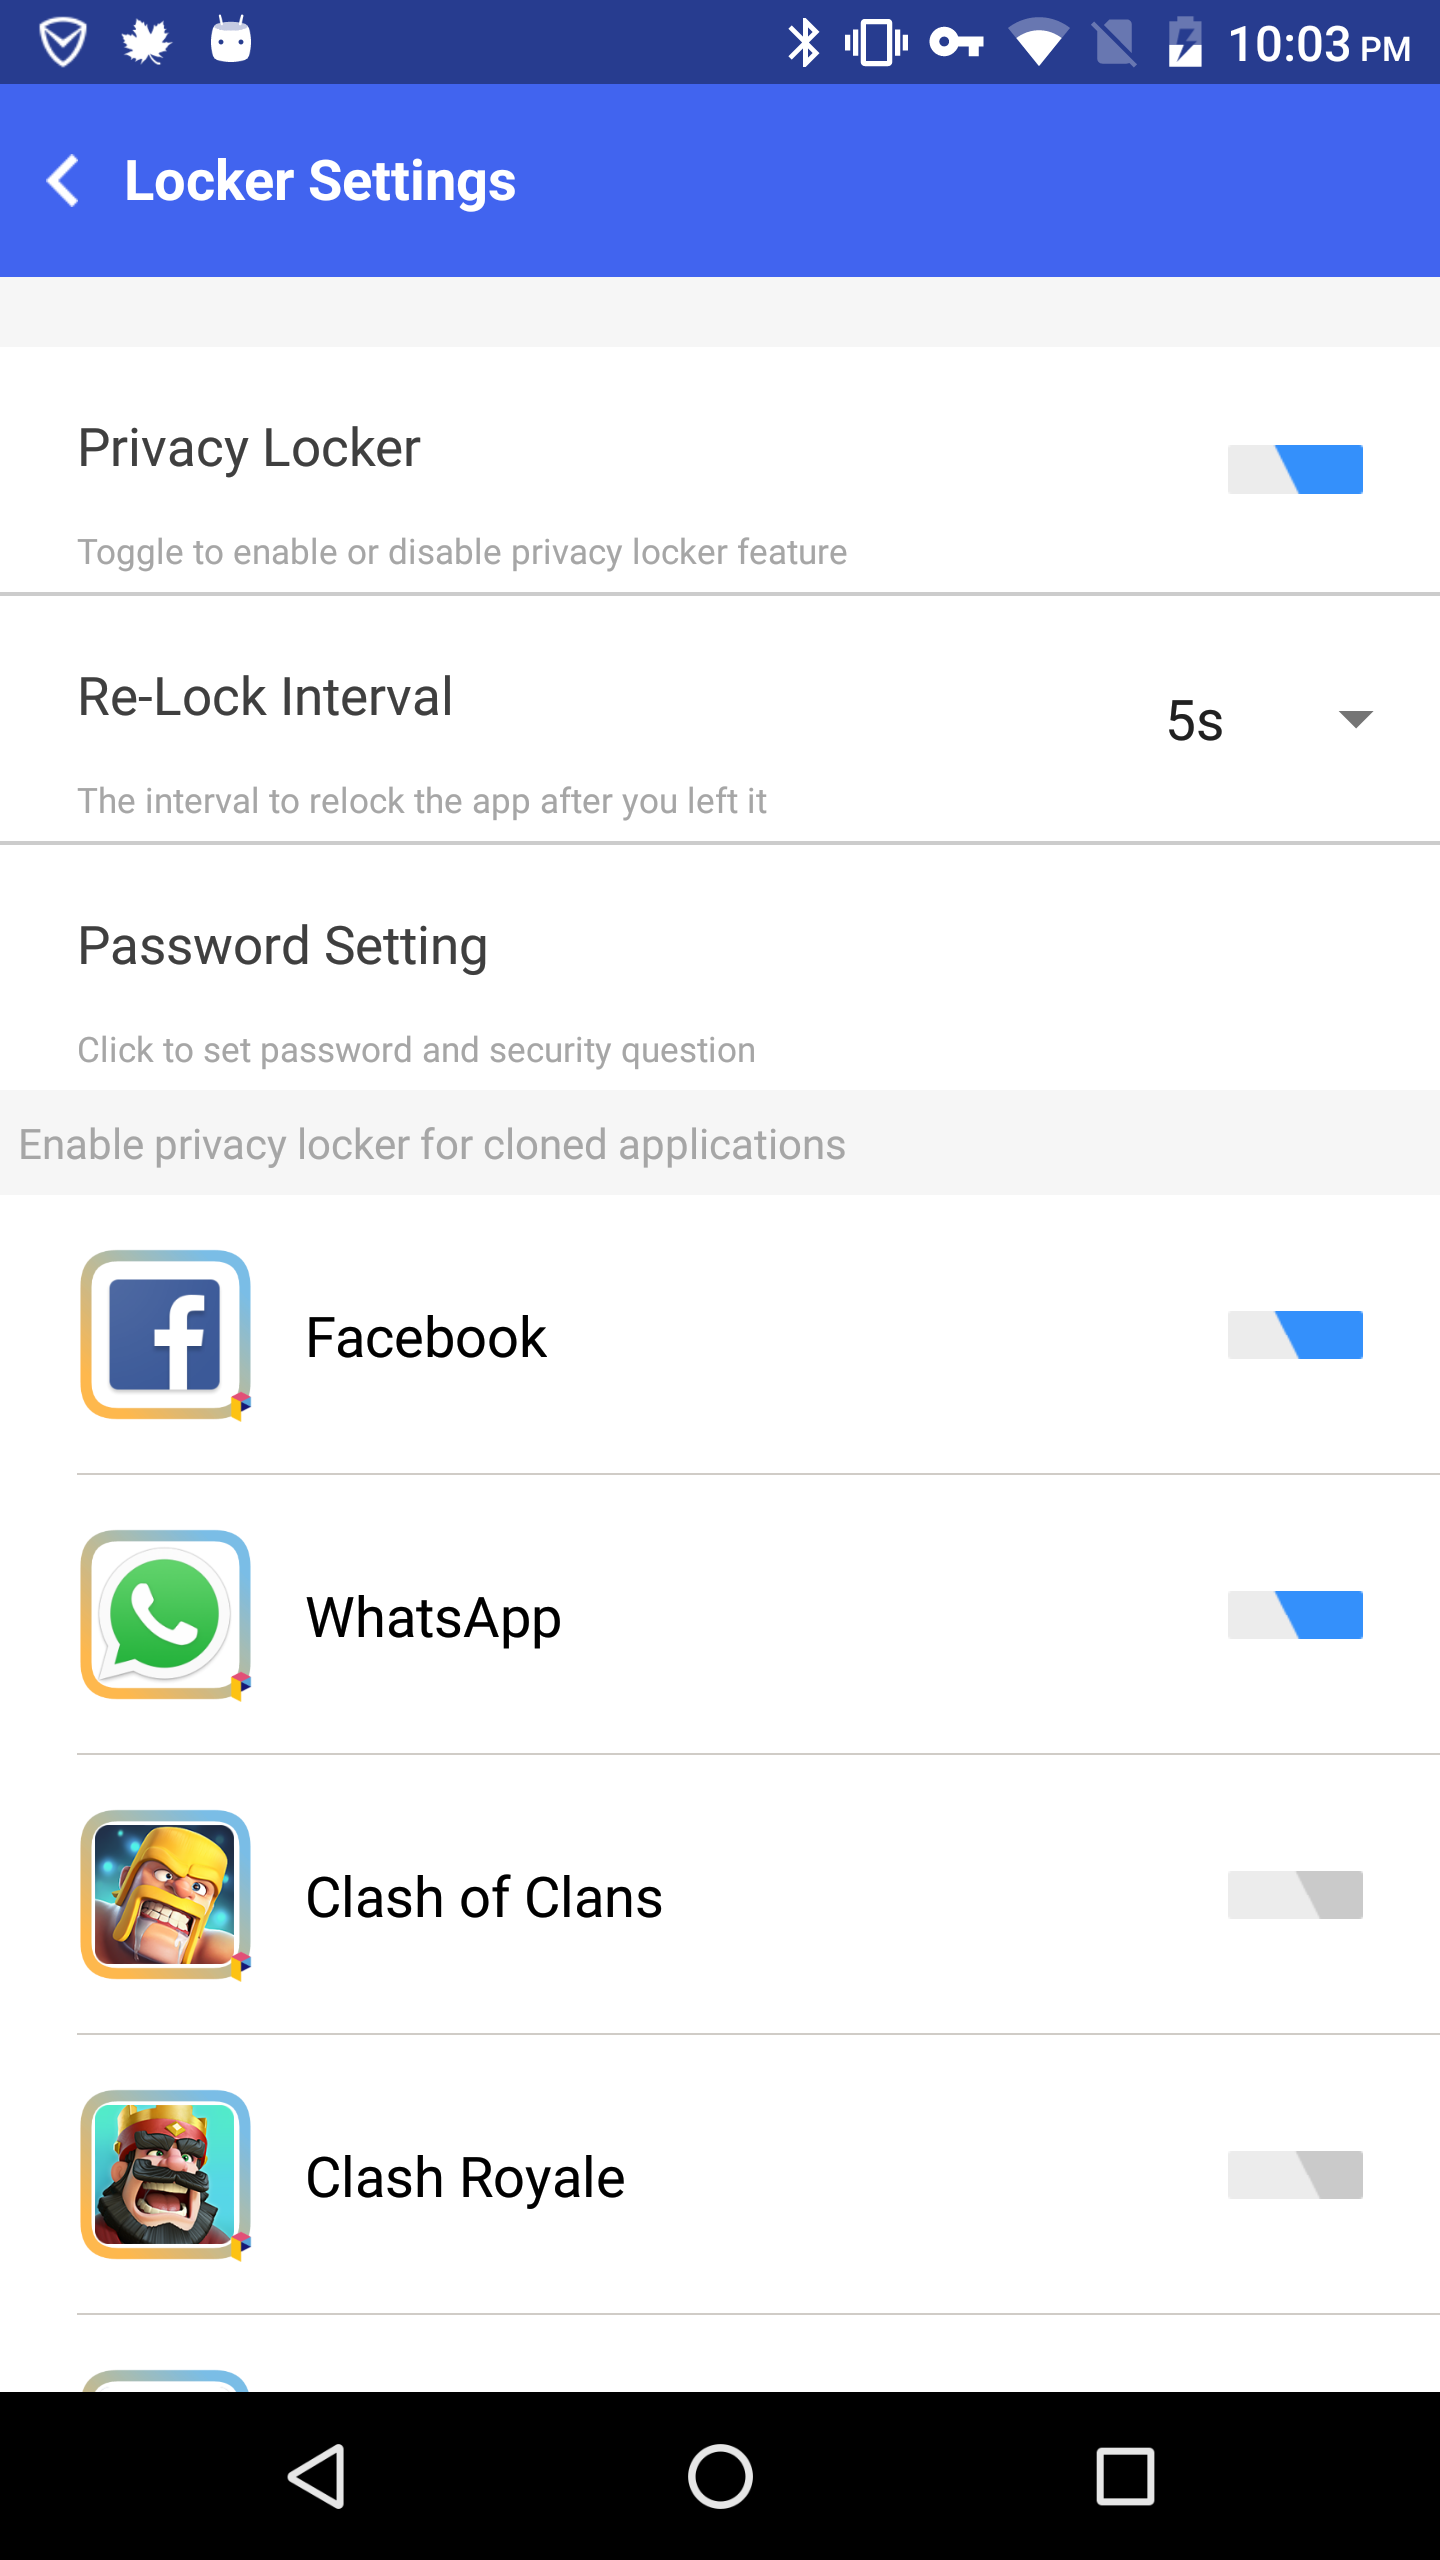 10:03 PM
Locker Settings
Privacy Locker
Toggle to enable or disable privacy locker feature
Re-Lock Interval
5s
The interval to relock the app after you left it
Password Setting
Click to set password and security question
Enable privacy locker for cloned applications
Facebook
WhatsApp
Clash of Clans
Clash Royale